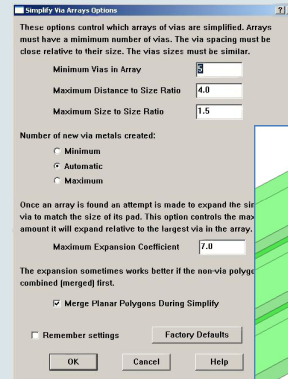 Simplify Via Arrays Options
These options control which arrays of vias are simplified. Arrays
must have a mimimum number of vias. The via spacing must be
close relative to their size. The vias sizes must be similar.
Minimum Vias in Array 5
Maximum Distance to Size Ratio 4.0
Maximum Size to Size Ratio 1.5
Number of new via metals created:
Minimum
Automatic
Maximum
Once an array is found an attempt is made to expand the
via to match the size of its pad. This option controls the
amount it will expand relative to the largest via in the array.
Maximum Expansion Coefficient 7.0
The expansion sometimes works better if the non-via
combined (merged) first.
Merge Planar Polygons During Simplify
Remember settings Factory Defaults
OK Cancel Help